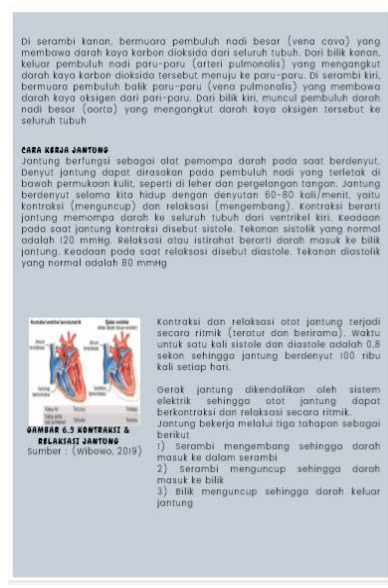 Di serambi kanan, bermuara pembuluh nadi besar (vena cava) yang
membawa darah kaya karbon dioksida dari seluruh tubuh. Dari bilik kanan,
keluar pembuluh nadi paru-paru (arteri pulmonalis) yang mengangkut
darah kaya karbon dioksida tersebut menuju ke paru-paru. Di serambi kiri,
bermuara pembuluh balik paru-paru (vena pulmonalis) yang membawa
darah kaya oksigen dari pari-paru. Dari bilik kiri, muncul pembuluh darah
nadi besar (aorta) yang mengangkut darah kaya oksigen tersebut ke
seluruh tubuh
CARA KERJA JANTUNG
Jantung berfungsi sebagai alat pemompa darah pada saat berdenyut.
Denyut jantung dapat dirasakan pada pembuluh nadi yang terletak di
bawah permukaan kulit, seperti di leher dan pergelangan tangan. Jantung
berdenyut selama kita hidup dengan denyutan 60-80 kali/menit, yaitu
kontraksi (menguncup) dan relaksasi (mengembang). Kontraksi berarti
jantung memompa darah ke seluruh tubuh dari ventrikel kiri. Keadaan
pada saat jantung kontraksi disebut sistole. Tekanan sistolik yang normal
adalah 120 mmHg. Relaksasi atau istirahat berarti darah masuk ke bilik
jantung. Keadaan pada saat relaksasi disebut diastole. Tekanan diastolik
yang normal adalah 80 mmHg
GAMBAR 6.3 KONTRAKSI &
RELAKSASI JANTUNG
Sumber : (Wibowo, 2019)
Kontraksi dan relaksasi otot jantung terjadi
secara ritmik (teratur dan berirama). Waktu
untuk satu kali sistole dan diastole adalah 0,8
sekon sehingga jantung berdenyut 100 ribu
kali setiap hari.
Gerak jantung dikendalikan oleh sistem
elektrik sehingga otot jantung dapat
berkontraksi dan relaksasi secara ritmik.
Jantung bekerja melalui tiga tahapan sebagai
berikut
1) Serambi mengembang sehingga darah
masuk ke dalam serambi
2) Serambi menguncup sehingga darah
masuk ke bilik
3) Bilik menguncup sehingga darah keluar
jantung